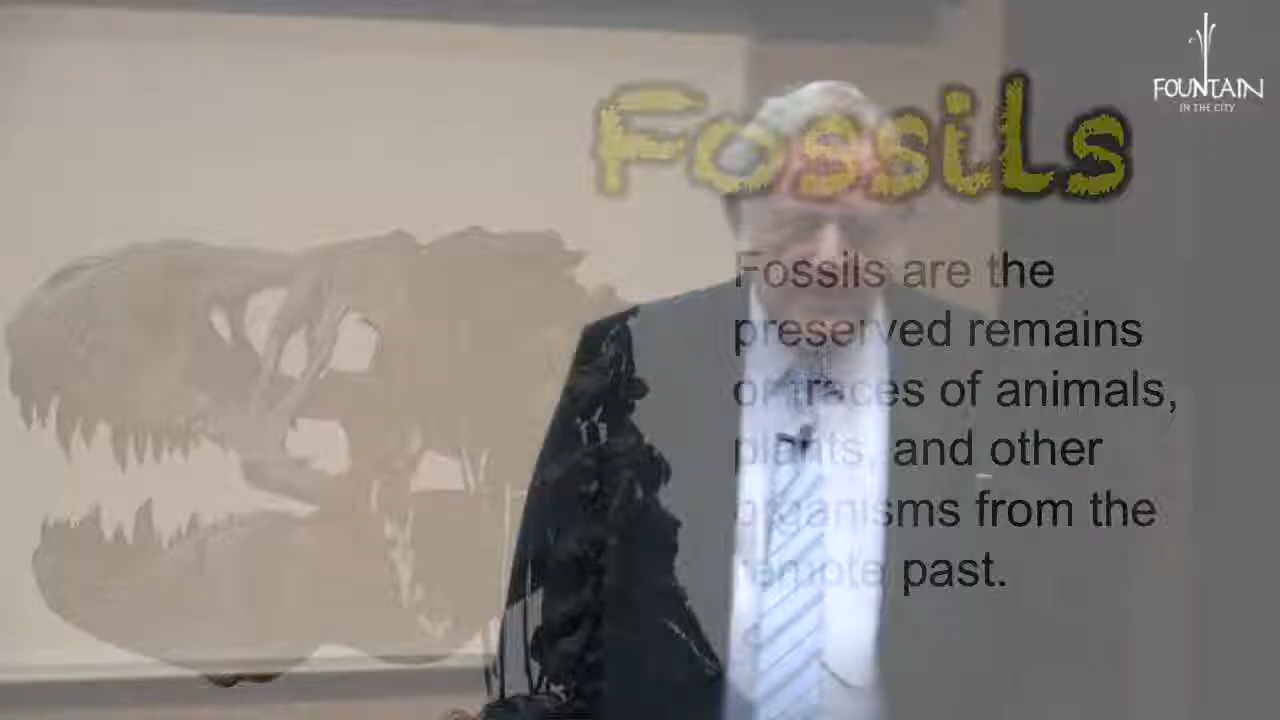 FOUNTAIN
IN THE CITY
Fossils
Fossils are the
preserved remains
or traces of animals,
plants, and other
organisms from the
remote past.